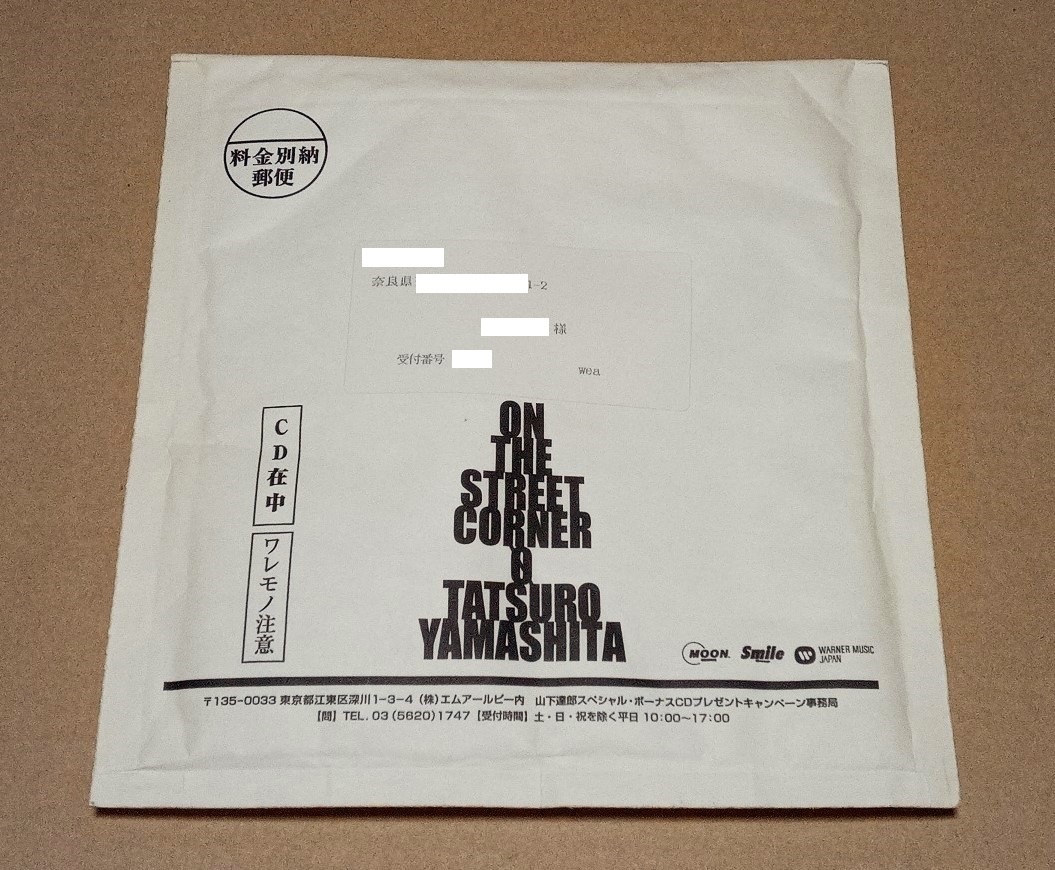 料金別納
郵便
奈良県
1-2
様
受付番号
wea
CD在中
ワレモノ注意
ON
THE
STREET
CORNER
0
TATSURO
YAMASHITA
MOON.
Smile
WARNER MUSIC
JAPAN
〒135-0033 東京都江東区深川1-3-4 (株)エムアールピー内 山下達郎スペシャル・ボーナスCDプレゼントキャンペーン事務局
【問】TEL. 03 (5620) 1747【受付時間】土・日・祝を除く平日 10:00～17:00